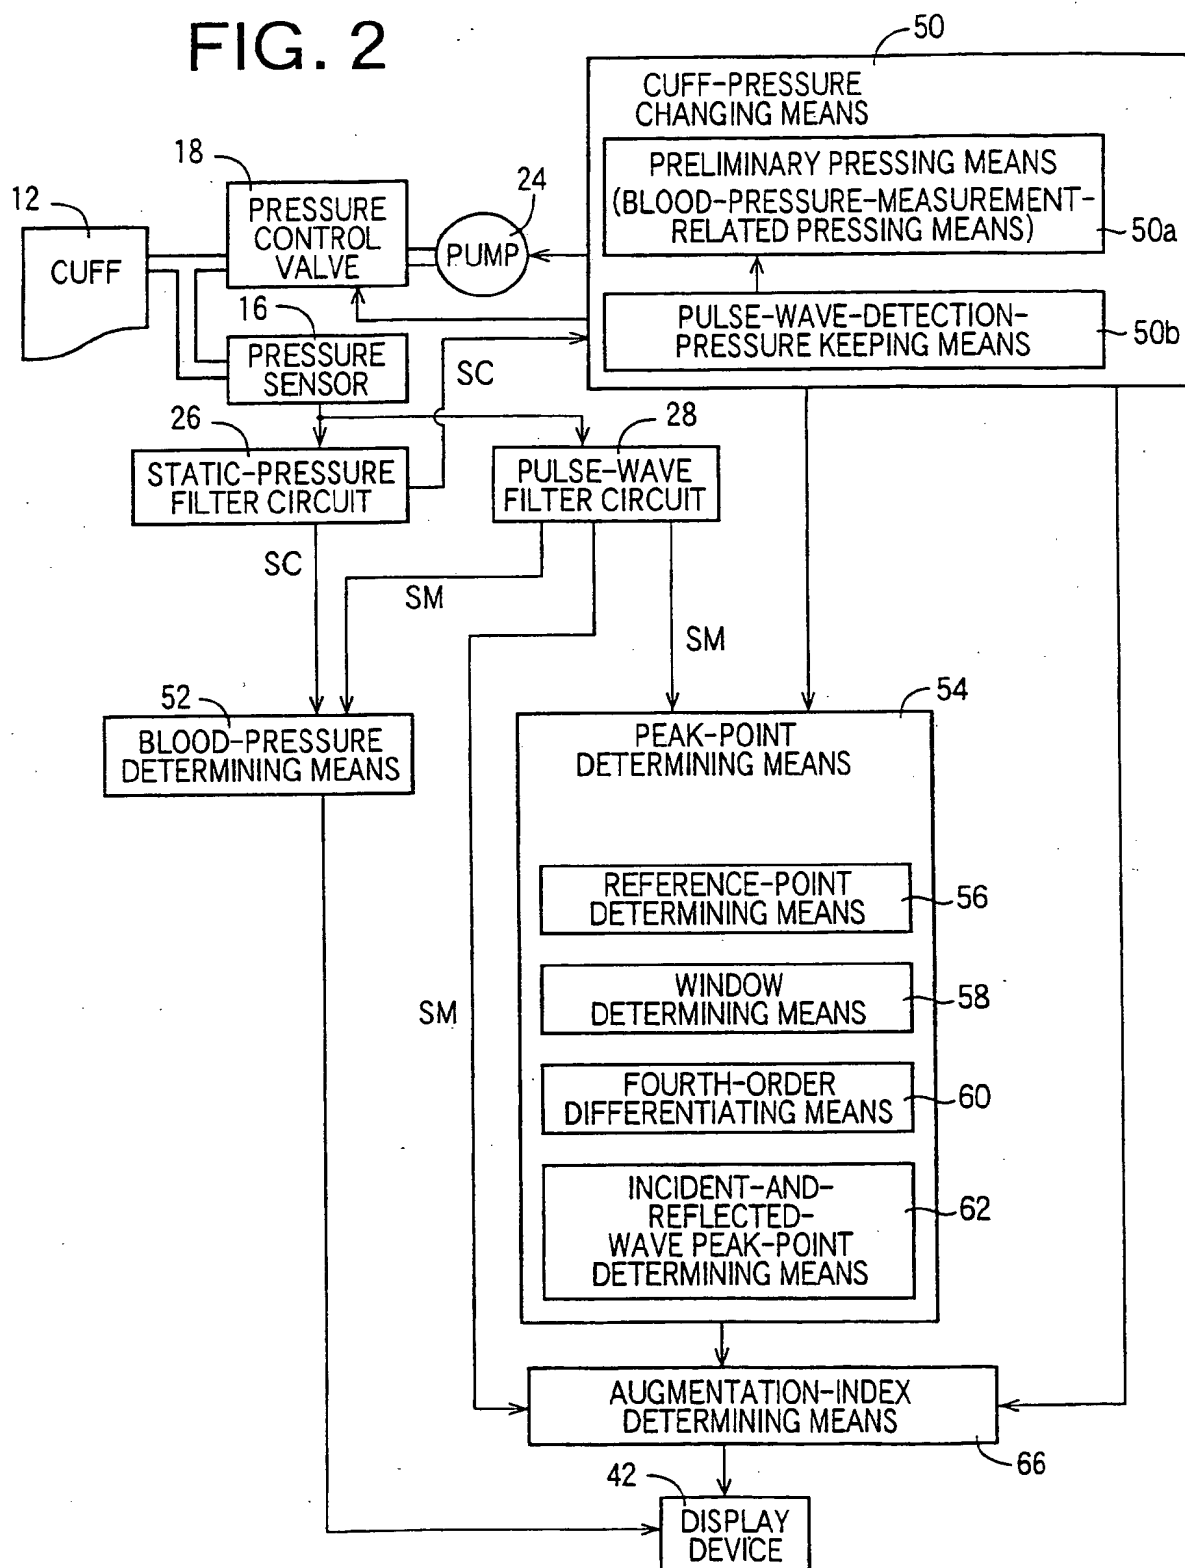 FIG. 2
50
CUFF-PRESSURE
CHANGING MEANS
PRELIMINARY PRESSING MEANS
(BLOOD-PRESSURE-MEASUREMENT-
RELATED PRESSING MEANS)
50a
PULSE-WAVE-DETECTION-
PRESSURE KEEPING MEANS
50b
12
CUFF
18
PRESSURE
CONTROL
VALVE
24
PUMP
16
PRESSURE
SENSOR
SC
26
STATIC-PRESSURE
FILTER CIRCUIT
28
PULSE-WAVE
FILTER CIRCUIT
SC
SM
SM
52
BLOOD-PRESSURE
DETERMINING MEANS
54
PEAK-POINT
DETERMINING MEANS
REFERENCE-POINT
DETERMINING MEANS
56
WINDOW
DETERMINING MEANS
58
SM
FOURTH-ORDER
DIFFERENTIATING MEANS
60
INCIDENT-AND-
REFLECTED-
WAVE PEAK-POINT
DETERMINING MEANS
62
AUGMENTATION-INDEX
DETERMINING MEANS
66
42
DISPLAY
DEVICE